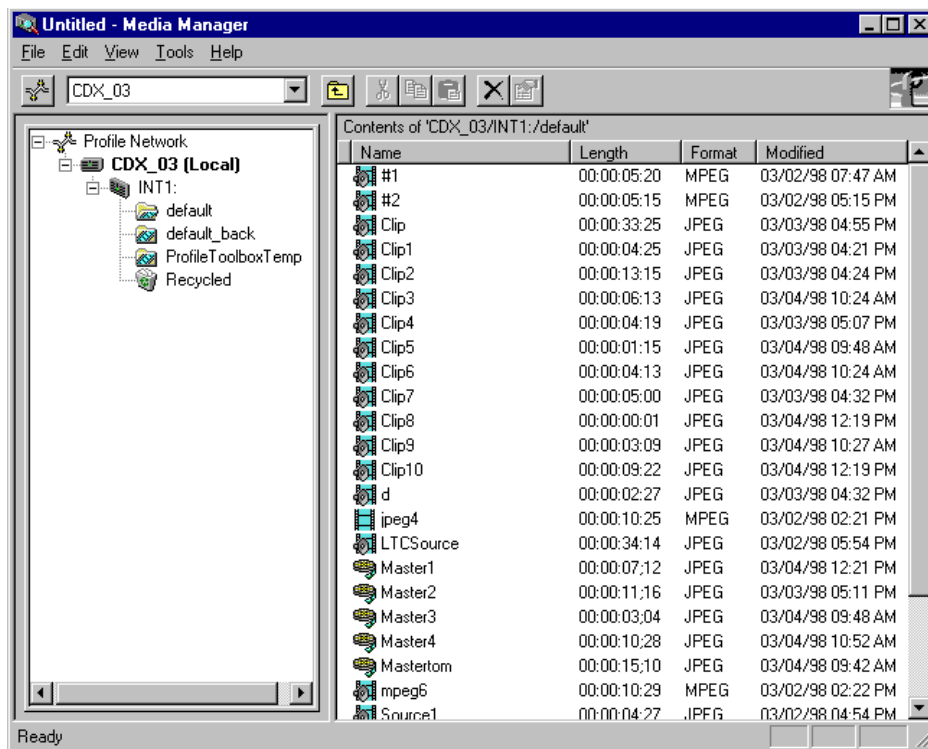 Untitled - Media Manager
File Edit View Tools Help
CDX_03
Profile Network
CDX_03 (Local)
INT1:
default
default_back
ProfileToolboxTemp
Recycled
Contents of 'CDX_03/INT1:/default'
Name Length Format Modified
#1 00:00:05:20 MPEG 03/02/98 07:47 AM
#2 00:00:05:15 MPEG 03/02/98 05:15 PM
Clip 00:00:33:25 JPEG 03/03/98 04:55 PM
Clip1 00:00:04:25 JPEG 03/03/98 04:21 PM
Clip2 00:00:13:15 JPEG 03/03/98 04:24 PM
Clip3 00:00:06:13 JPEG 03/04/98 10:24 AM
Clip4 00:00:04:19 JPEG 03/03/98 05:07 PM
Clip5 00:00:01:15 JPEG 03/04/98 09:48 AM
Clip6 00:00:04:13 JPEG 03/04/98 10:24 AM
Clip7 00:00:05:00 JPEG 03/03/98 04:32 PM
Clip8 00:00:00:01 JPEG 03/04/98 12:19 PM
Clip9 00:00:03:09 JPEG 03/04/98 10:27 AM
Clip10 00:00:09:22 JPEG 03/04/98 12:19 PM
d 00:00:02:27 JPEG 03/03/98 04:32 PM
jpeg4 00:00:10:25 MPEG 03/02/98 02:21 PM
LTCSource 00:00:34:14 JPEG 03/02/98 05:54 PM
Master1 00:00:07;12 JPEG 03/04/98 12:21 PM
Master2 00:00:11;16 JPEG 03/03/98 05:11 PM
Master3 00:00:03;04 JPEG 03/04/98 09:48 AM
Master4 00:00:10;28 JPEG 03/04/98 10:52 AM
Mastertom 00:00:15;10 JPEG 03/04/98 09:42 AM
mpeg6 00:00:10:29 MPEG 03/02/98 02:22 PM
Source1 00:00:04:27 JPEG 03/02/98 04:54 PM
Ready